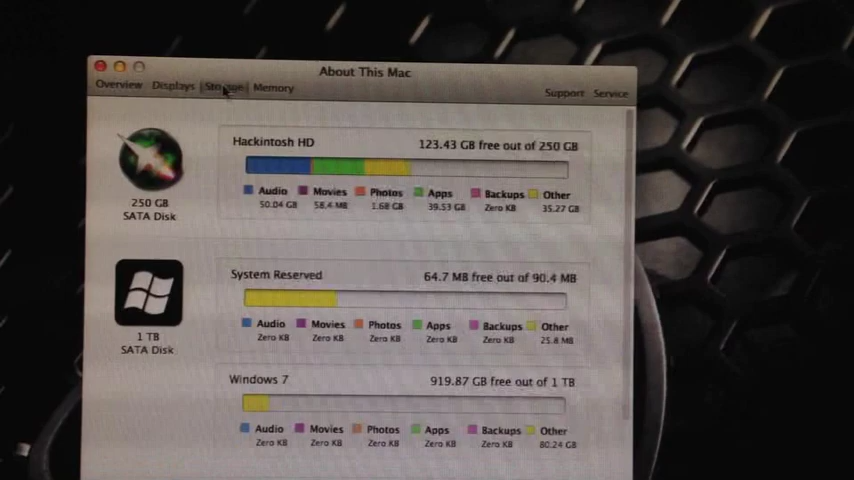 About This Mac
Overview Displays Storage Memory Support Service
Hackintosh HD 123.43 GB free out of 250 GB
Audio Movies Photos Apps Backups Other
50.04 GB 58.4 MB 1.68 GB 39.53 GB Zero KB 35.27 GB
250 GB
SATA Disk
System Reserved 64.7 MB free out of 90.4 MB
Audio Movies Photos Apps Backups Other
Zero KB Zero KB Zero KB Zero KB Zero KB 25.8 MB
1 TB
SATA Disk
Windows 7 919.87 GB free out of 1 TB
Audio Movies Photos Apps Backups Other
Zero KB Zero KB Zero KB Zero KB Zero KB 80.24 GB